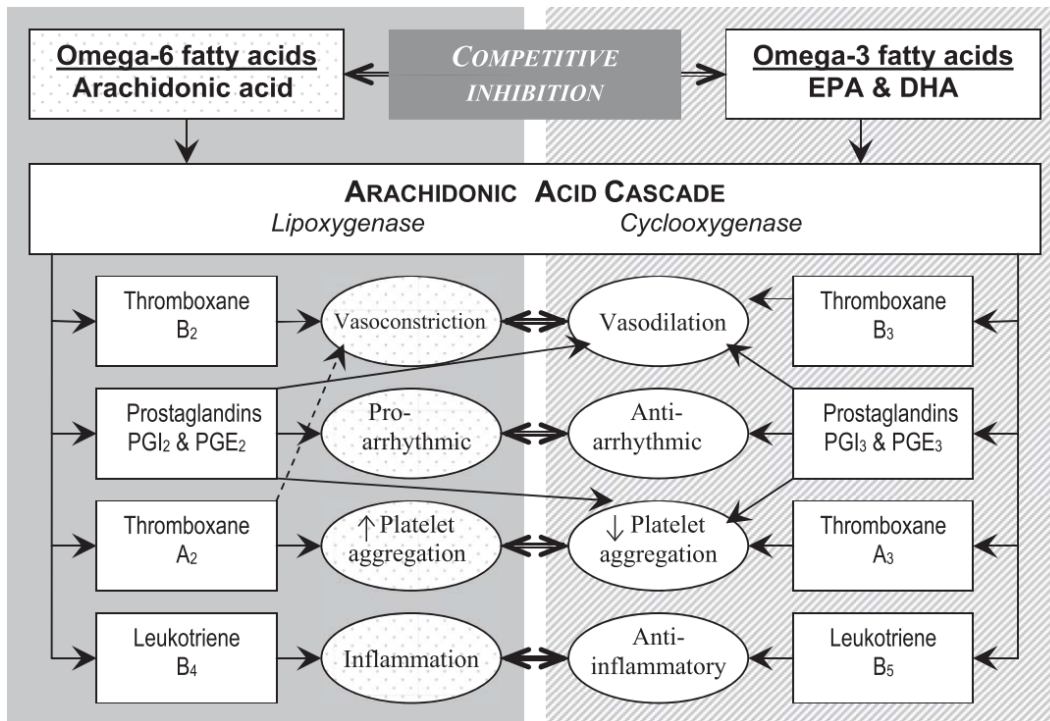 Omega-6 fatty acids
Arachidonic acid
COMPETITIVE
INHIBITION
Omega-3 fatty acids
EPA & DHA
ARACHIDONIC ACID CASCADE
Lipoxygenase Cyclooxygenase
Thromboxane
B2
Vasoconstriction
Vasodilation
Thromboxane
B3
Prostaglandins
PGI2 & PGE2
Pro-
arrhythmic
Anti-
arrhythmic
Prostaglandins
PGI3 & PGE3
Thromboxane
A2
↑ Platelet
aggregation
↓ Platelet
aggregation
Thromboxane
A3
Leukotriene
B4
Inflammation
Anti-
inflammatory
Leukotriene
B5